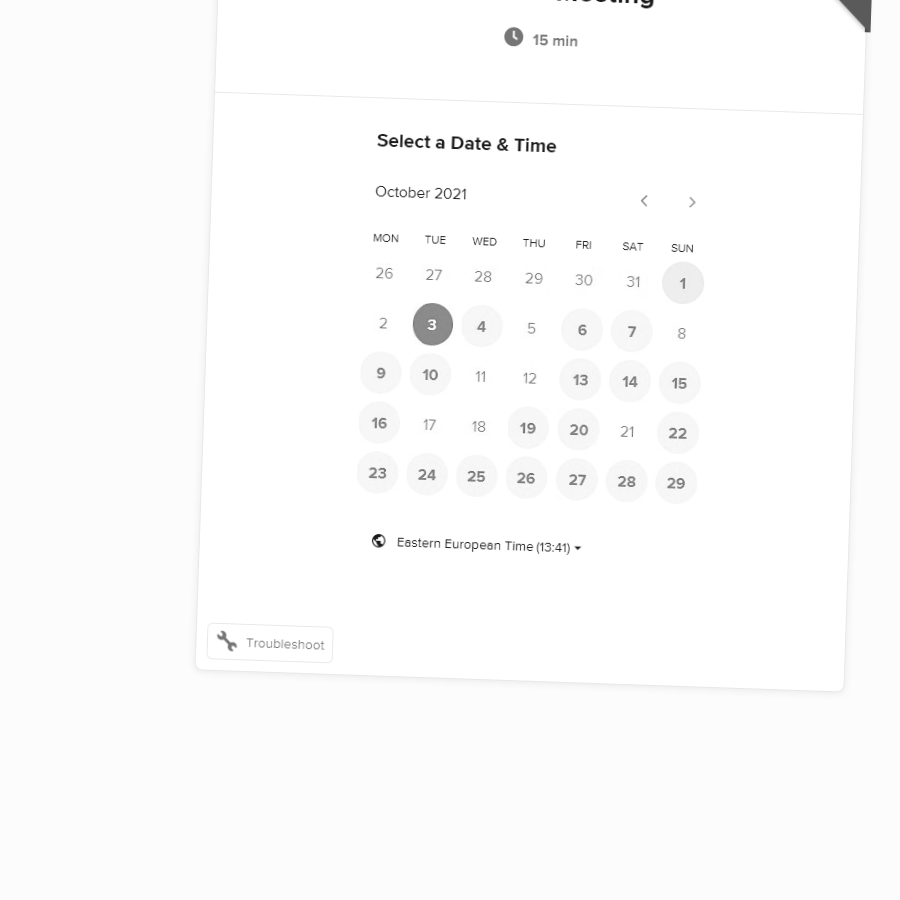 15 min
Select a Date & Time
October 2021
MON TUE WED THU FRI SAT SUN
26 27 28 29 30 31 1
2 3 4 5 6 7 8
9 10 11 12 13 14 15
16 17 18 19 20 21 22
23 24 25 26 27 28 29
Eastern European Time (13:41)
Troubleshoot